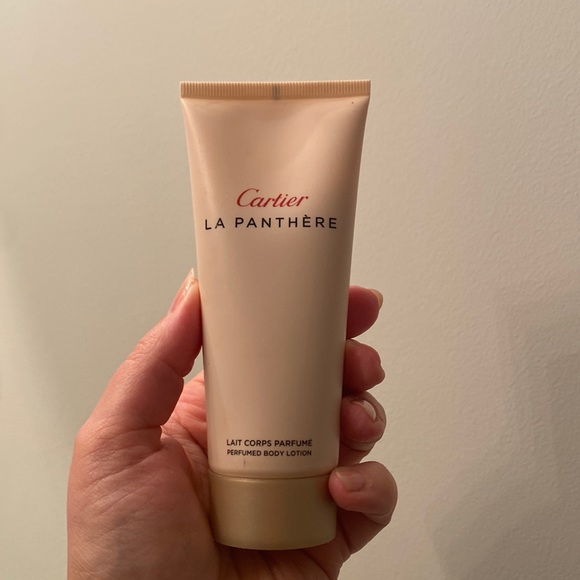 Cartier
LA PANTHÈRE
LAIT CORPS PARFUMÉ
PERFUMED BODY LOTION